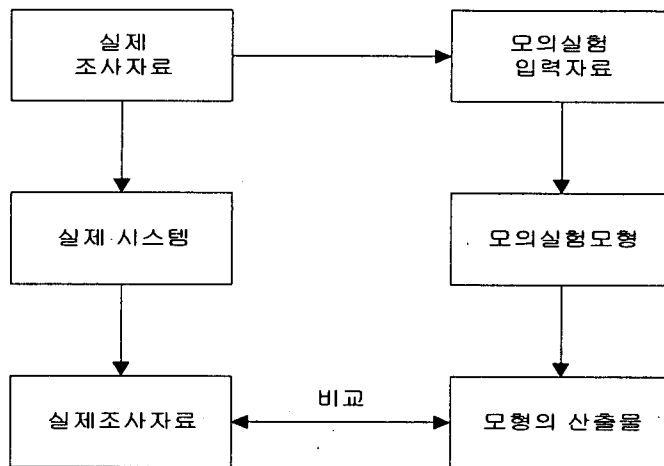 실제
조사자료
모의실험
입력자료
실제 시스템
모의실험모형
비교
실제조사자료
모형의 산출물